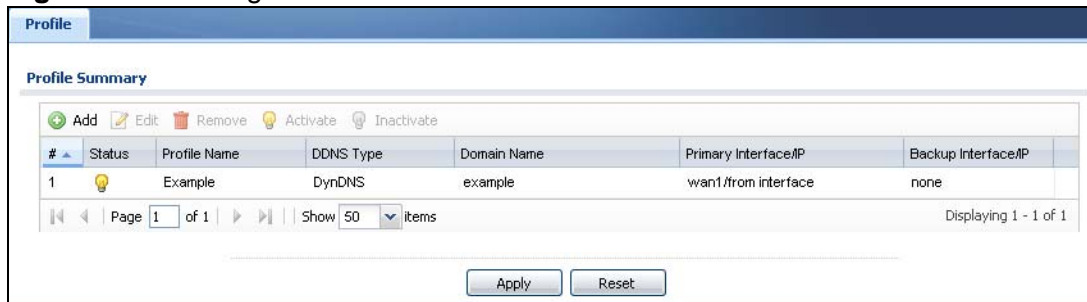 Profile
Profile Summary
Add Edit Remove Activate Inactivate
# Status Profile Name DDNS Type Domain Name Primary Interface/IP Backup Interface/IP
1 Example DynDNS example wan1/from interface none
Page 1 of 1 Show 50 items Displaying 1 - 1 of 1
Apply Reset